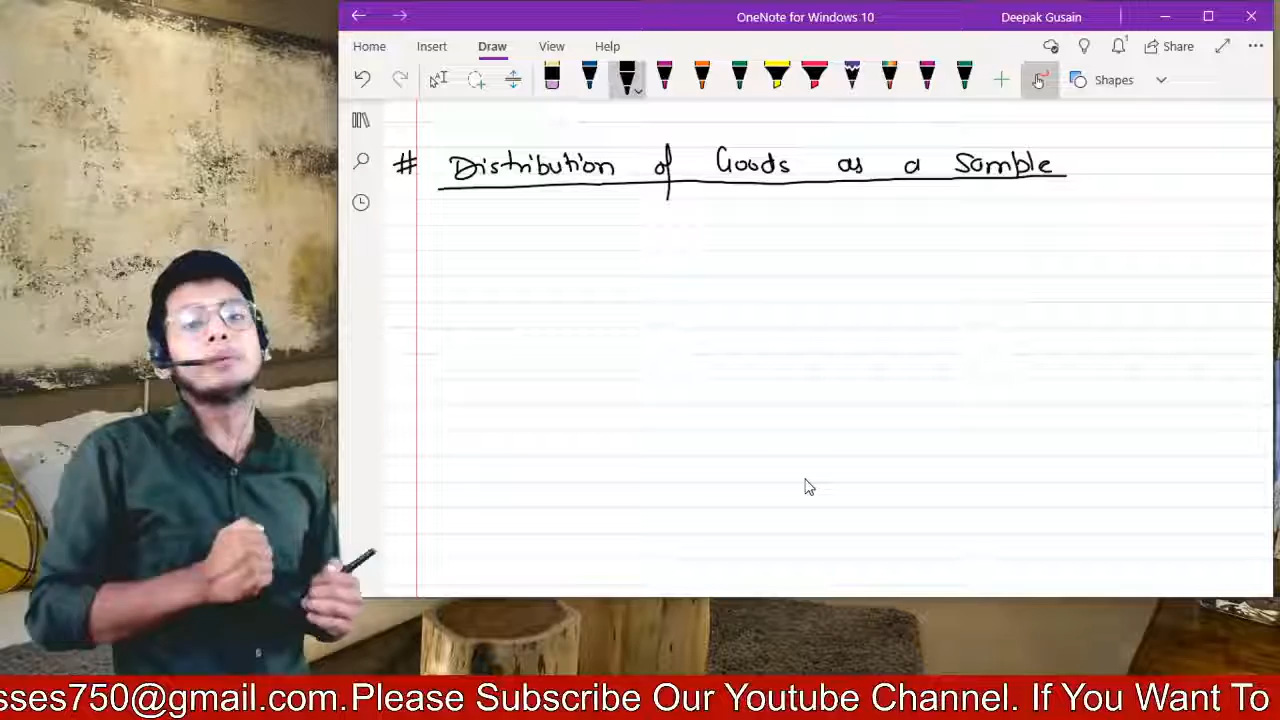 OneNote for Windows 10
Deepak Gusain
Home Insert Draw View Help
Share
Shapes
# Distribution of Goods as a Sample
sses750@gmail.com.Please Subscribe Our Youtube Channel. If You Want To